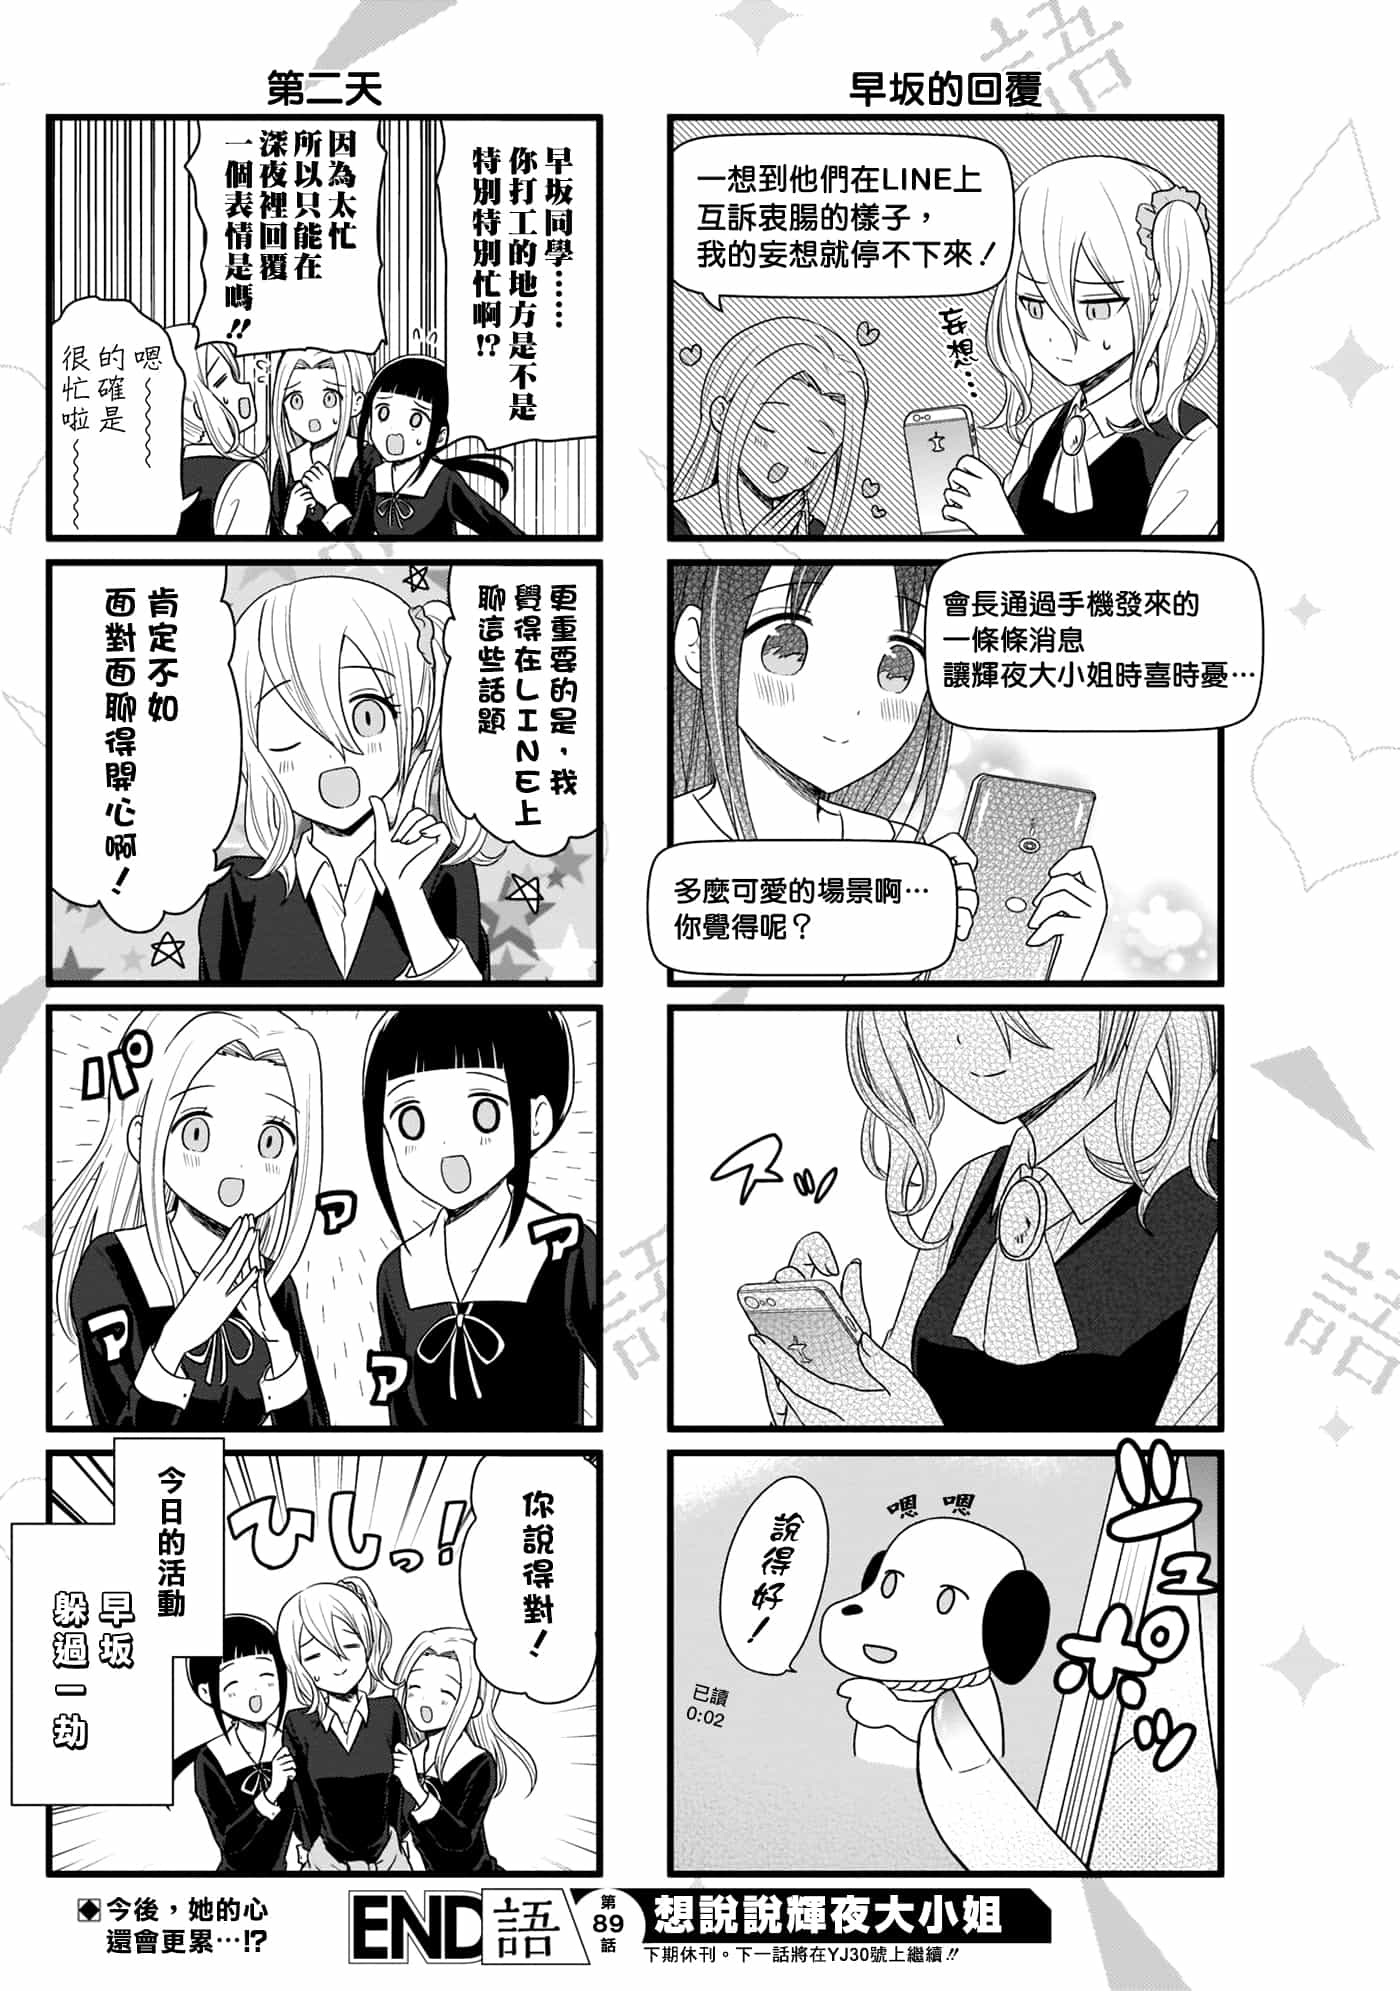 早坂的回覆
一想到他們在LINE上
互訴衷腸的樣子，
我的妄想就停不下來！
妄想…
會長通過手機發來的
一條條消息
讓輝夜大小姐時喜時憂…
多麼可愛的場景啊…
你覺得呢？
スッ
ジュポッ
嗯 嗯
說得好！
已讀
0:02
第二天
早坂同學……
你打工的地方是不是
特別特別忙啊!?
因為太忙
所以只能在
深夜裡回覆
一個表情是嗎!!
嗯～～～
的確是
很忙啦～～～
更重要的是，我
覺得在LINE上
聊這些話題
肯定不如
面對面聊得開心啊！
パァァァァ
你說得對！
ひしっ！
今日的活動
早坂
躲過一劫
今後，她的心
還會更累…!?
END
語
第89話
想說說輝夜大小姐
下期休刊。下一話將在YJ30號上繼續!!
語
語
語